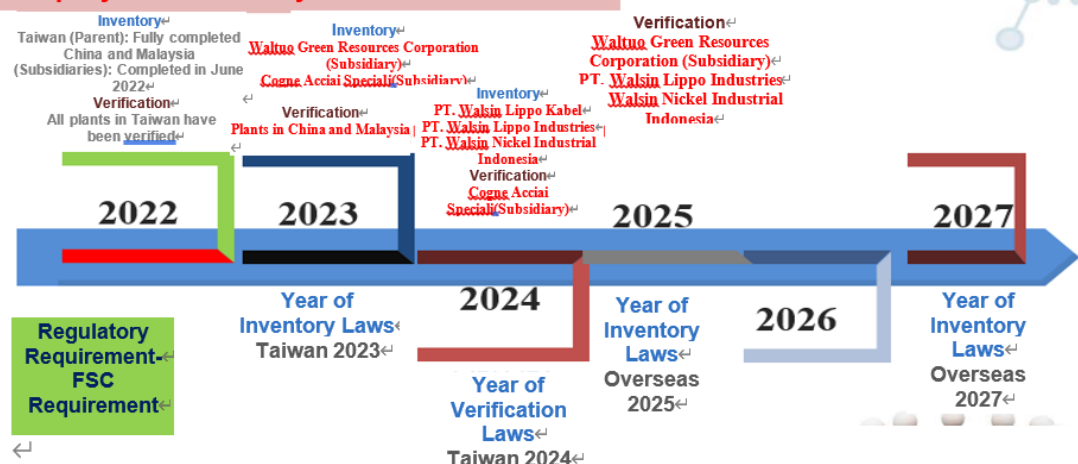 Inventory
Taiwan (Parent): Fully completed
China and Malaysia
(Subsidiaries): Completed in June
2022
Verification
All plants in Taiwan have
been verified
Inventory
Waltuo Green Resources Corporation
(Subsidiary)
Cogne Acciai Speciali(Subsidiary)
Verification
Plants in China and Malaysia
Inventory
PT. Walsin Lippo Kabel
PT. Walsin Lippo Industries
PT. Walsin Nickel Industrial
Indonesia
Verification
Cogne Acciai
Speciali(Subsidiary)
Verification
Waltuo Green Resources
Corporation (Subsidiary)
PT. Walsin Lippo Industries
Walsin Nickel Industrial
Indonesia
2022
2023
2024
2025
2026
2027
Regulatory
Requirement-
FSC
Requirement
Year of
Inventory Laws
Taiwan 2023
Year of
Verification
Laws
Taiwan 2024
Year of
Inventory
Laws
Overseas
2025
Year of
Inventory
Laws
Overseas
2027